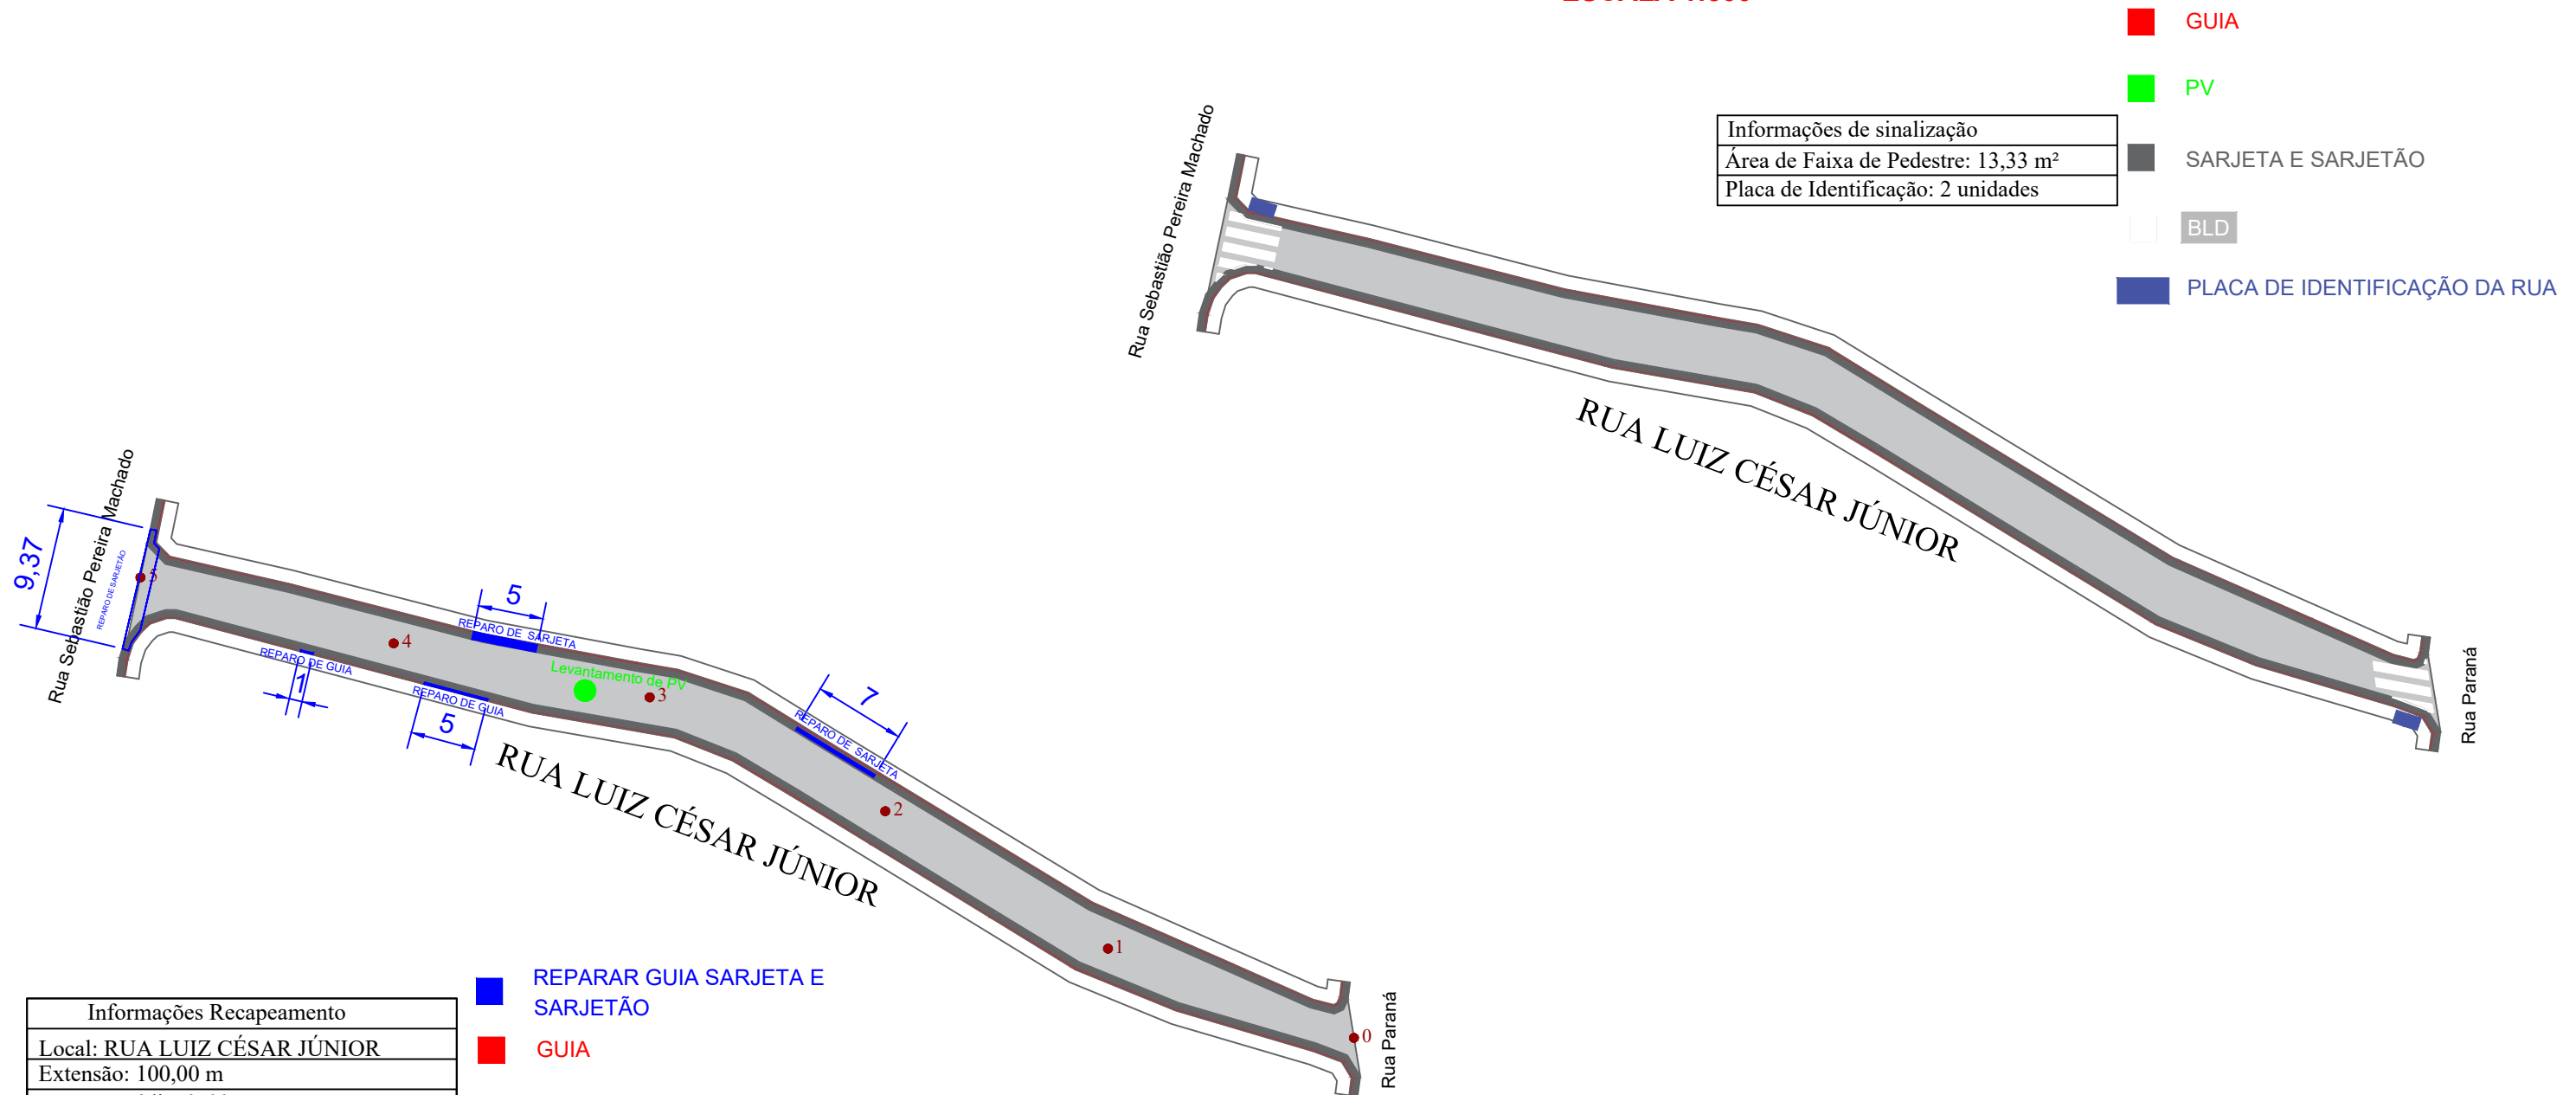 GUIA
PV
SARJETA E SARJETÃO
BLD
PLACA DE IDENTIFICAÇÃO DA RUA
Informações de sinalização
Área de Faixa de Pedestre: 13,33 m²
Placa de Identificação: 2 unidades
Rua Sebastião Pereira Machado
RUA LUIZ CÉSAR JÚNIOR
Rua Paraná
Rua Sebastião Pereira Machado
9,37
REPARO DE SARJETÃO
5
4
REPARO DE GUIA
1
5
REPARO DE SARJETA
REPARO DE GUIA
5
Levantamento de PV
3
7
REPARO DE SARJETA
2
RUA LUIZ CÉSAR JÚNIOR
1
0
Rua Paraná
REPARAR GUIA SARJETA E
SARJETÃO
GUIA
Informações Recapeamento
Local: RUA LUIZ CÉSAR JÚNIOR
Extensão: 100,00 m